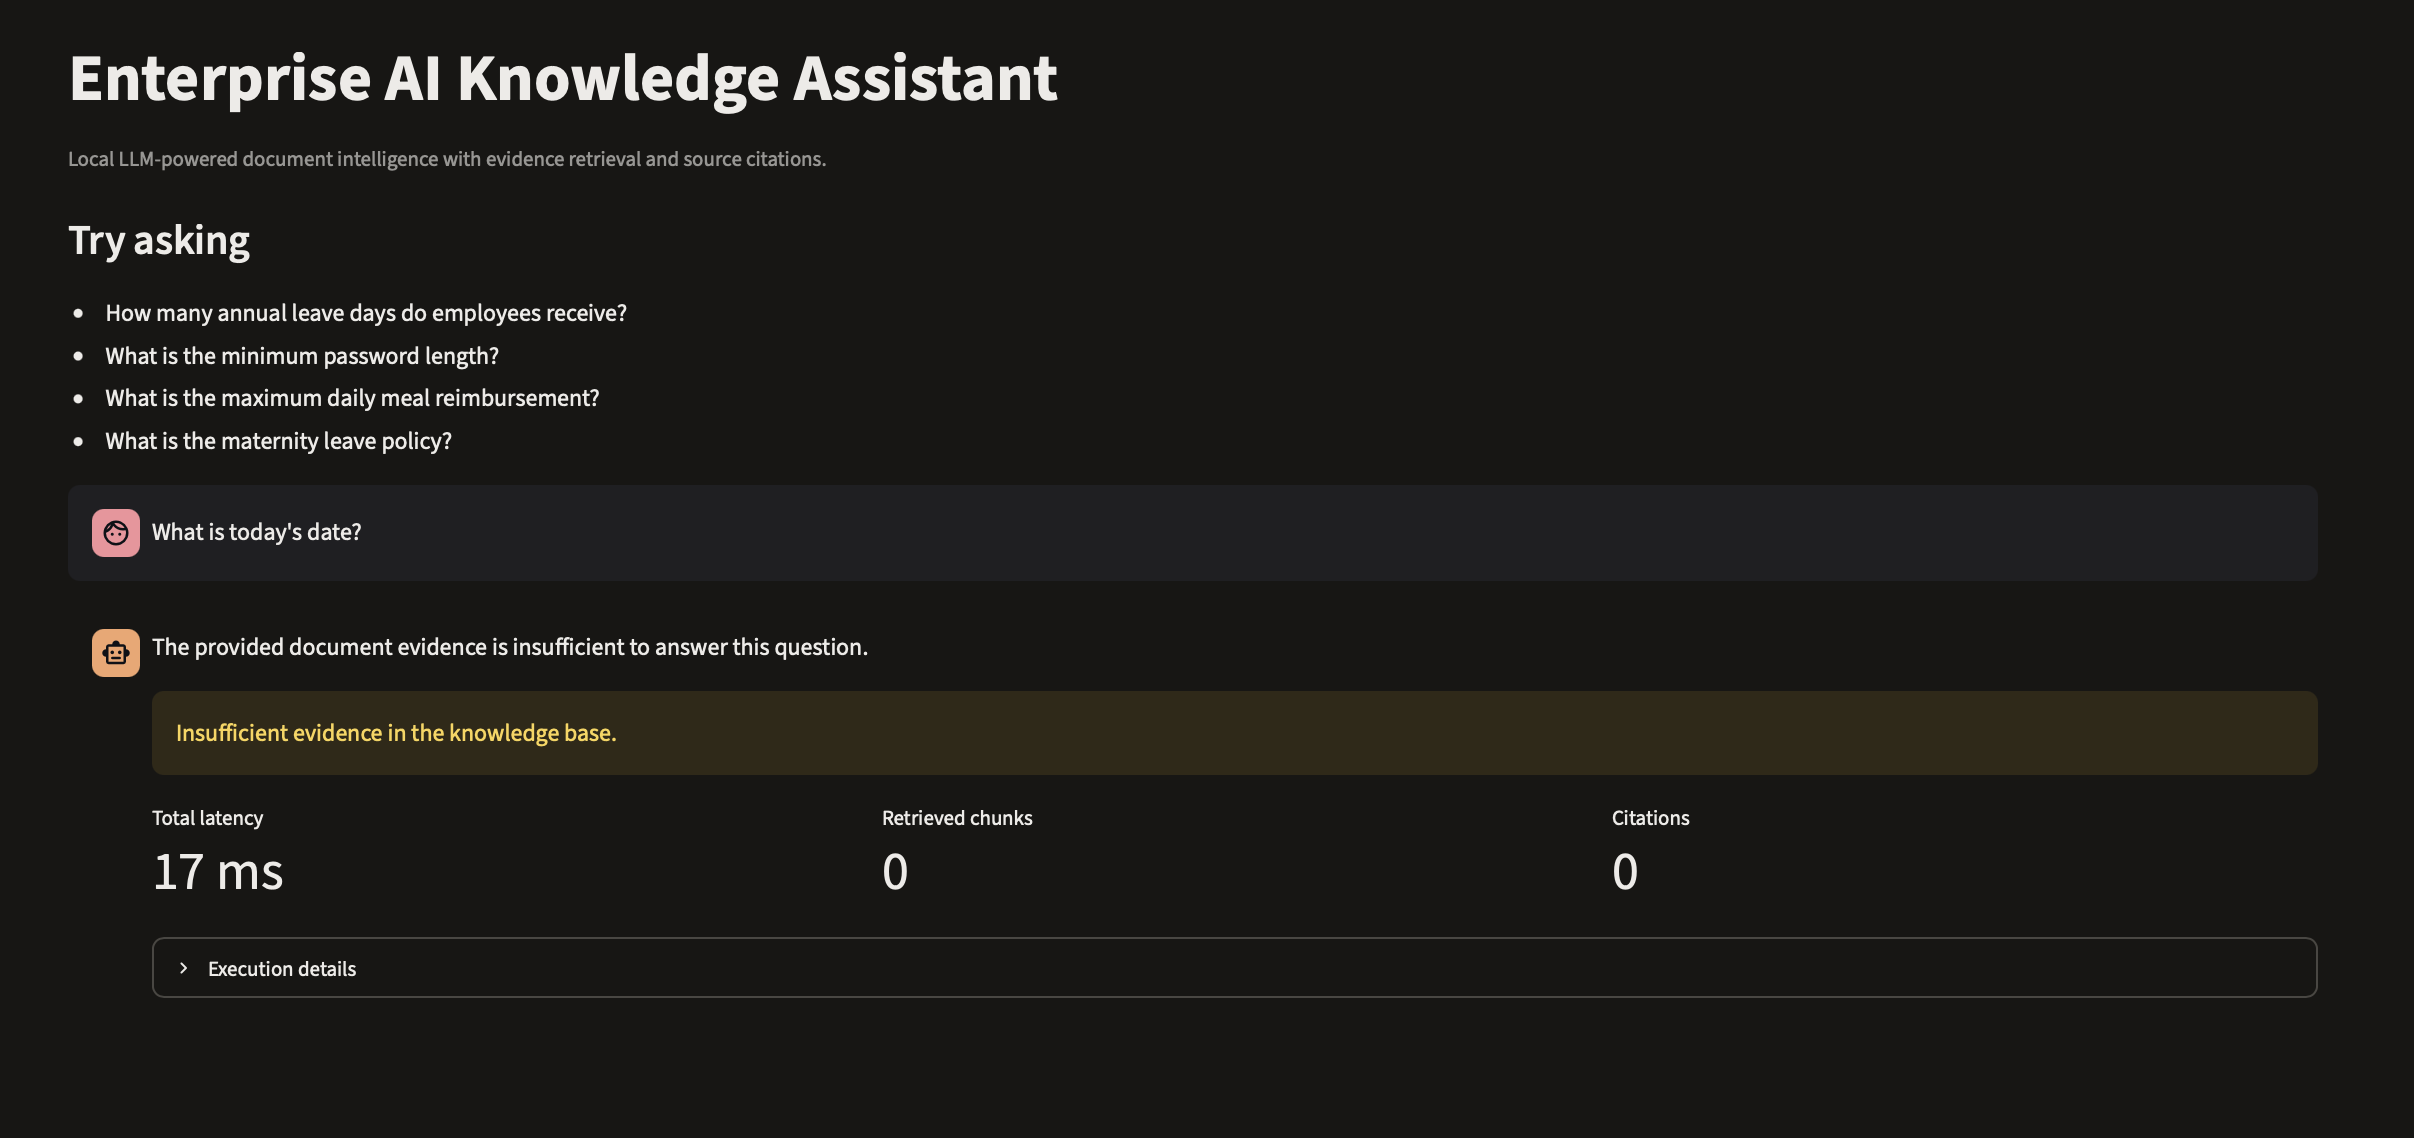 Enterprise AI Knowledge Assistant
Local LLM-powered document intelligence with evidence retrieval and source citations.
Try asking
How many annual leave days do employees receive?
What is the minimum password length?
What is the maximum daily meal reimbursement?
What is the maternity leave policy?
What is today's date?
The provided document evidence is insufficient to answer this question.
Insufficient evidence in the knowledge base.
Total latency
17 ms
Retrieved chunks
0
Citations
0
Execution details